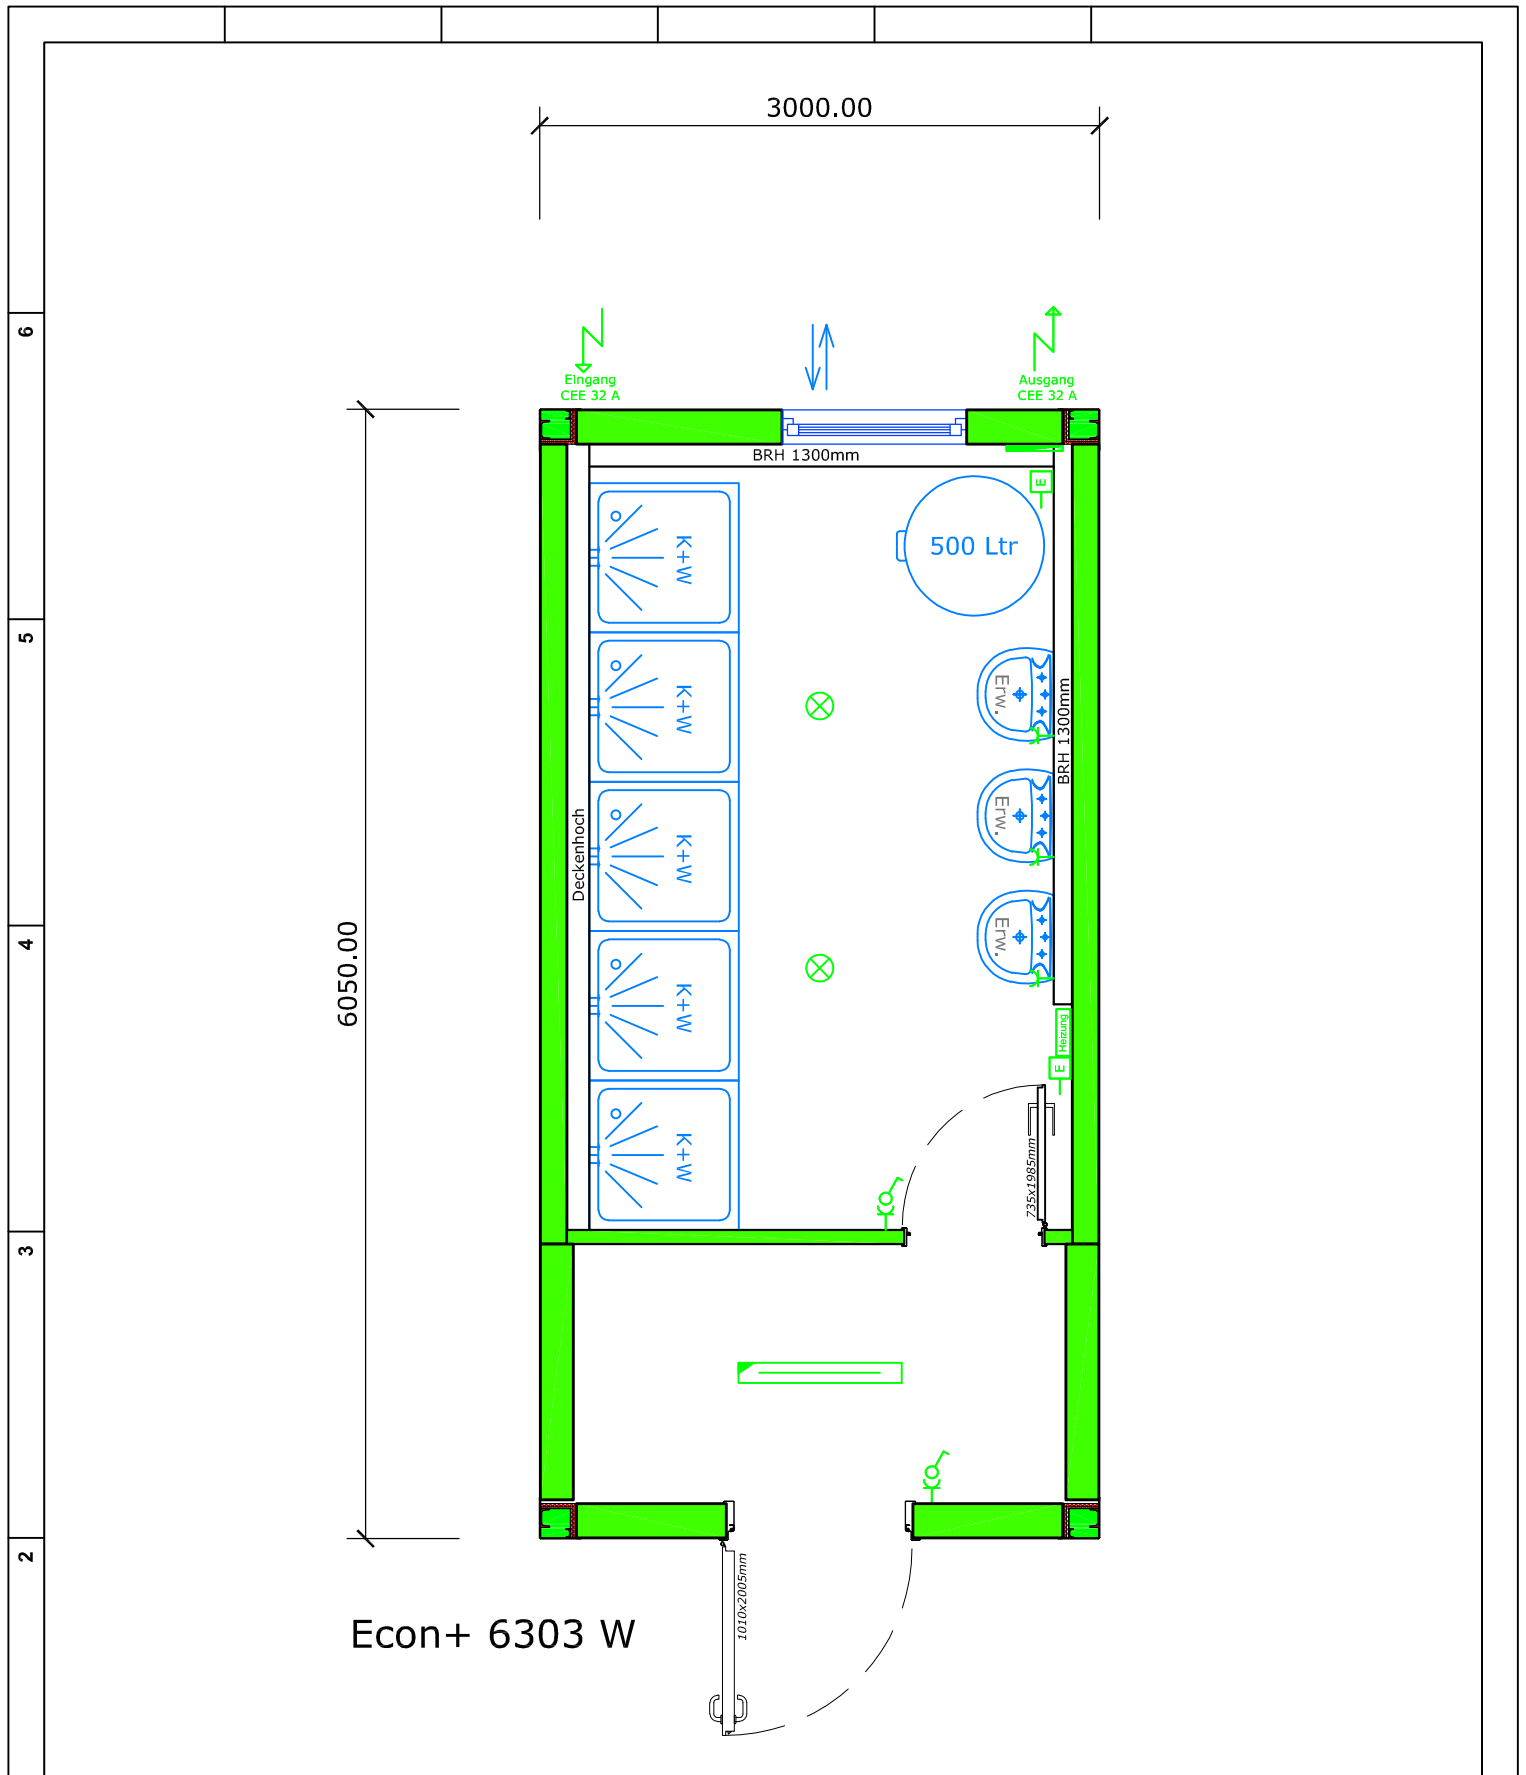 3000.00
6
Eingang
CEE 32 A
Ausgang
CEE 32 A
BRH 1300mm
E
500 Ltr
K+W
5
Erw.
K+W
BRH 1300mm
Erw.
K+W
Deckenhoch
4
Erw.
6050.00
K+W
Heizung
E
K+W
735x1985mm
3
2
1010x2005mm
Econ+ 6303 W